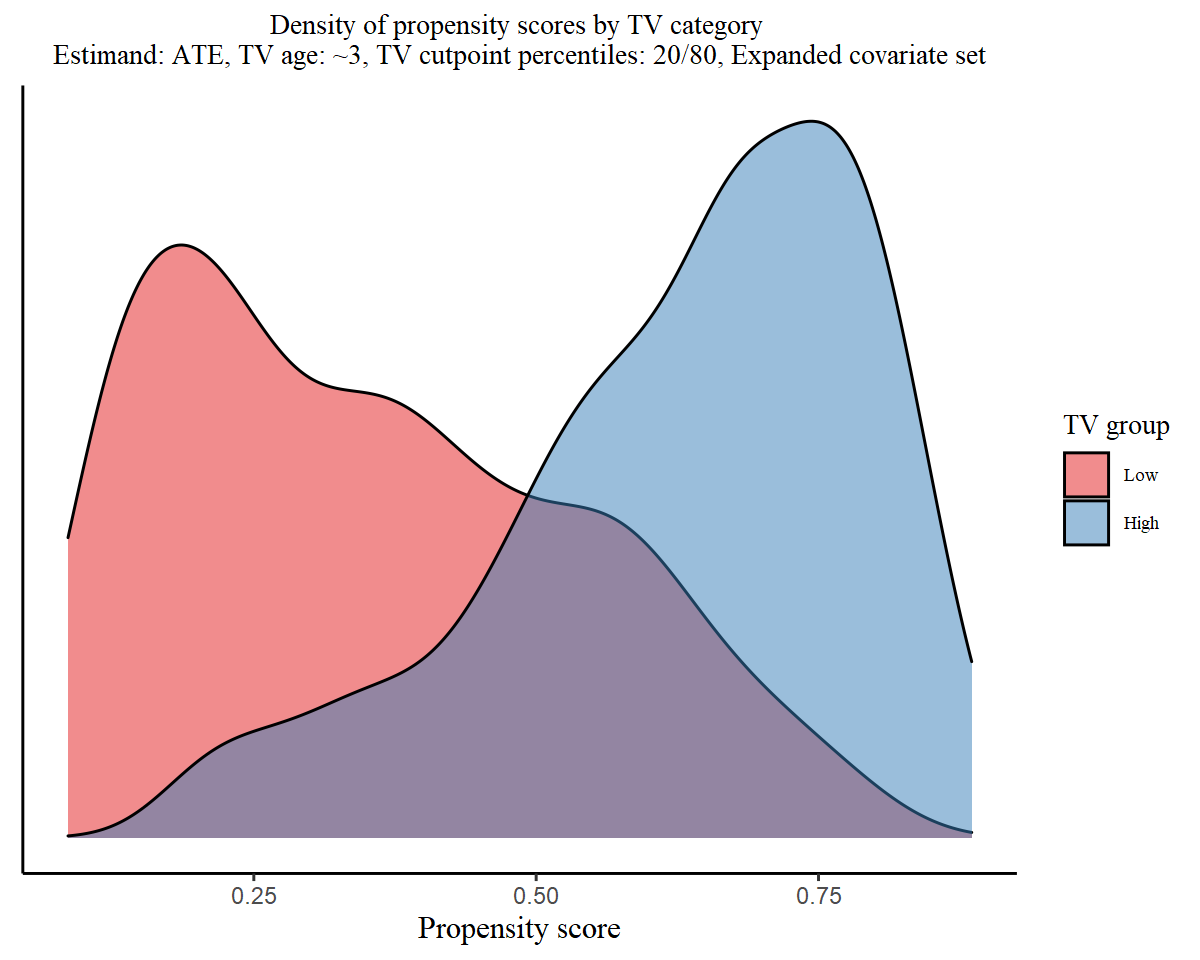 Density of propensity scores by TV category
Estimand: ATE, TV age: ~3, TV cutpoint percentiles: 20/80, Expanded covariate set
TV group
Low
High
0.25 0.50 0.75
Propensity score